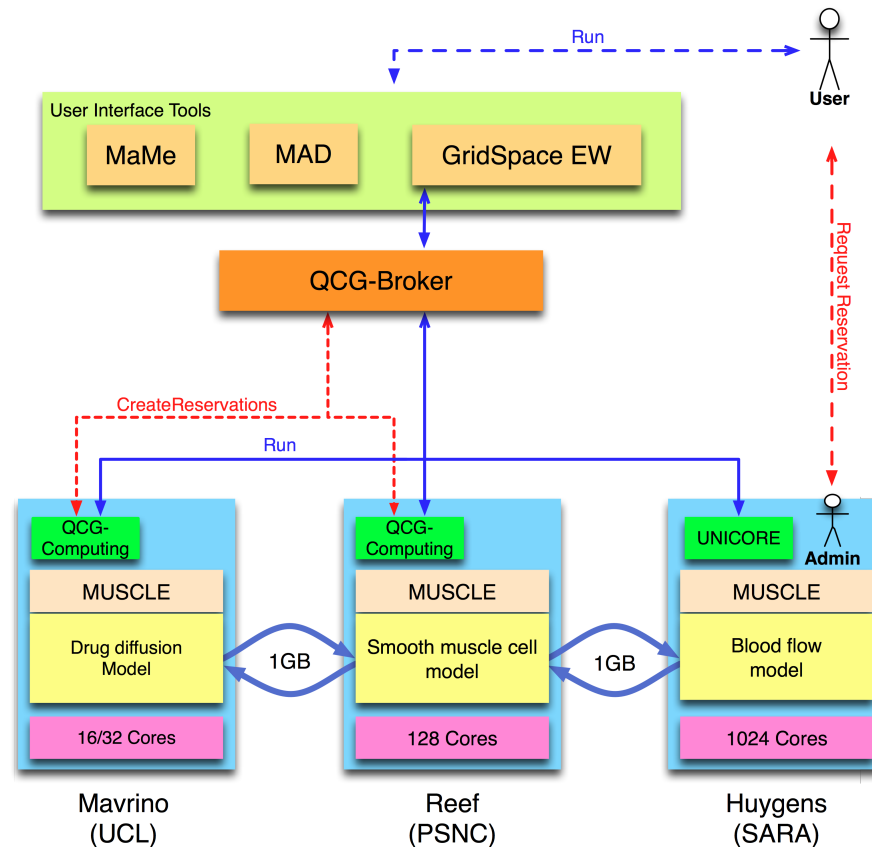 Run
User
User Interface Tools
MaMe
MAD
GridSpace EW
Request Reservation
QCG-Broker
CreateReservations
Run
QCG-
Computing
QCG-
Computing
UNICORE
Admin
MUSCLE
MUSCLE
MUSCLE
Drug diffusion
Model
1GB
Smooth muscle cell
model
1GB
Blood flow
model
16/32 Cores
128 Cores
1024 Cores
Mavrino
(UCL)
Reef
(PSNC)
Huygens
(SARA)